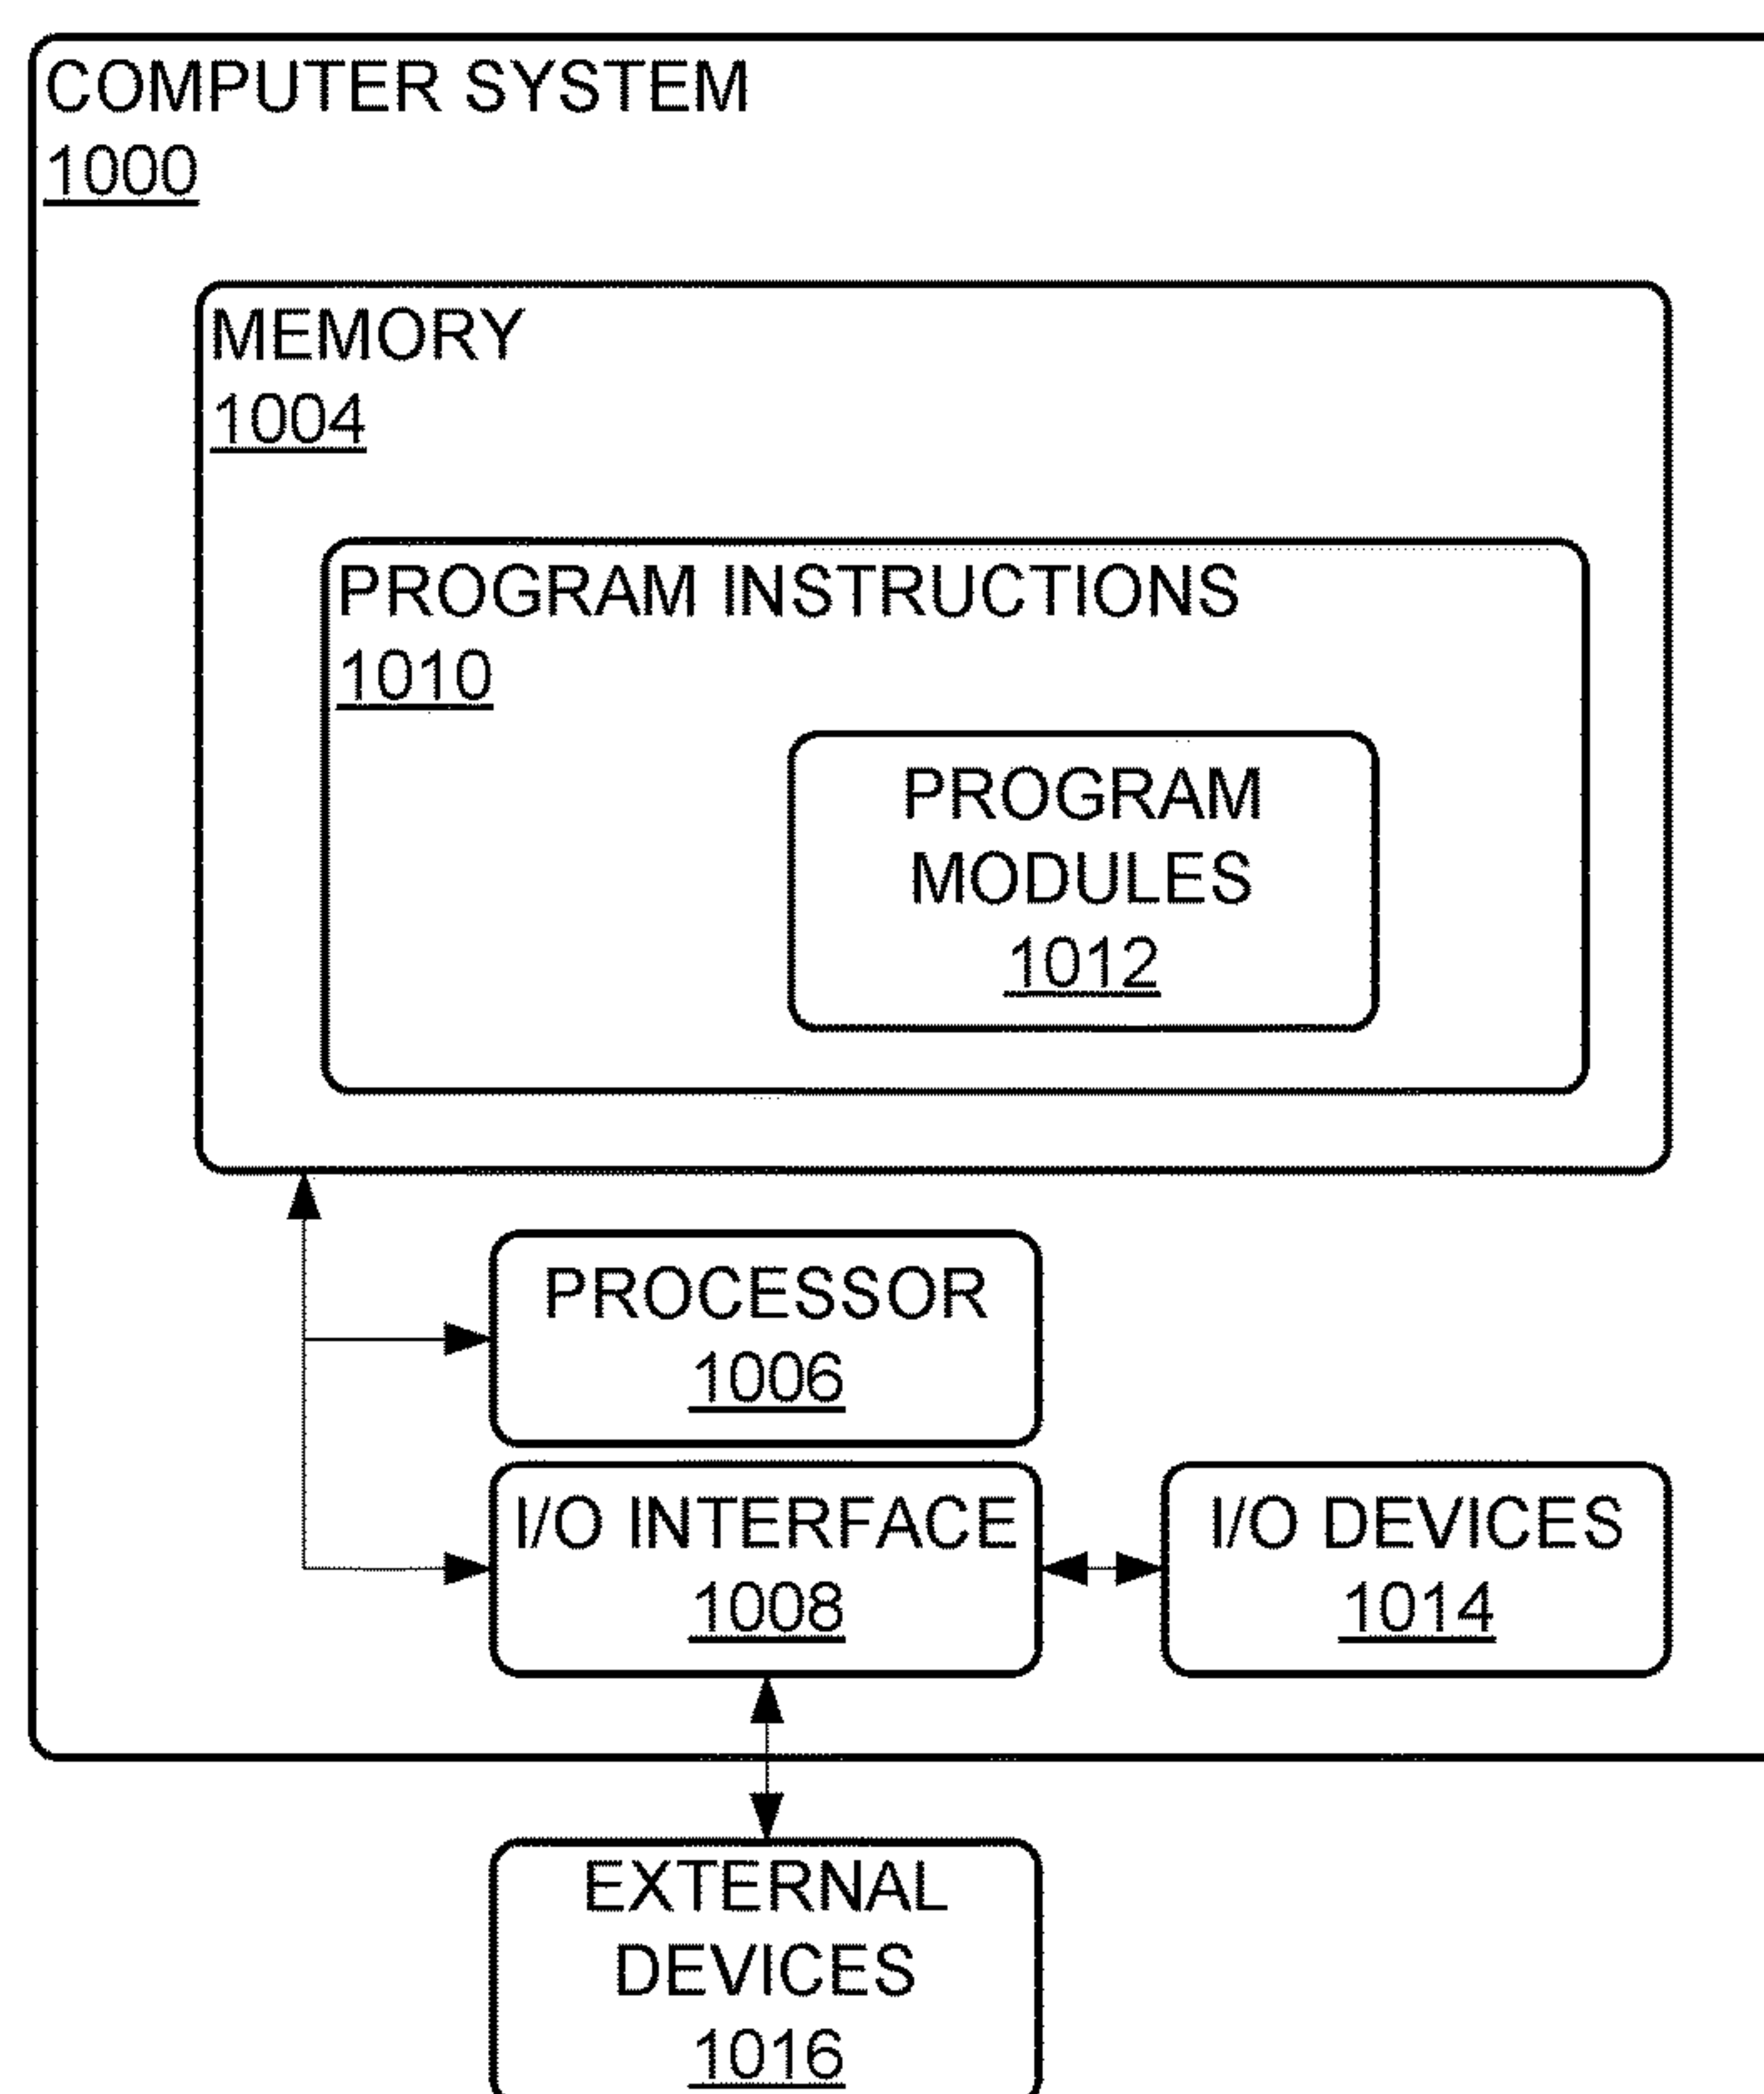 COMPUTER SYSTEM
1000
MEMORY
1004
PROGRAM INSTRUCTIONS
1010
PROGRAM
MODULES
1012
PROCESSOR
1006
I/O INTERFACE
1008
I/O DEVICES
1014
EXTERNAL
DEVICES
1016